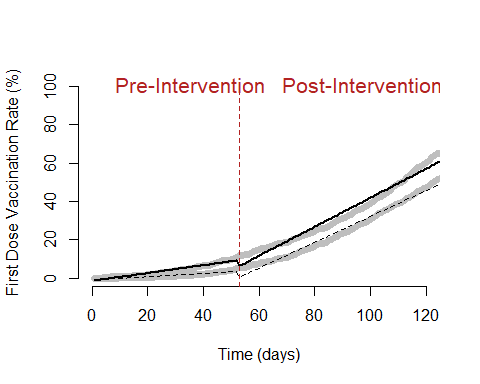 Pre-Intervention Post-Intervention
First Dose Vaccination Rate (%)
100
80
60
40
20
0
0 20 40 60 80 100 120
Time (days)